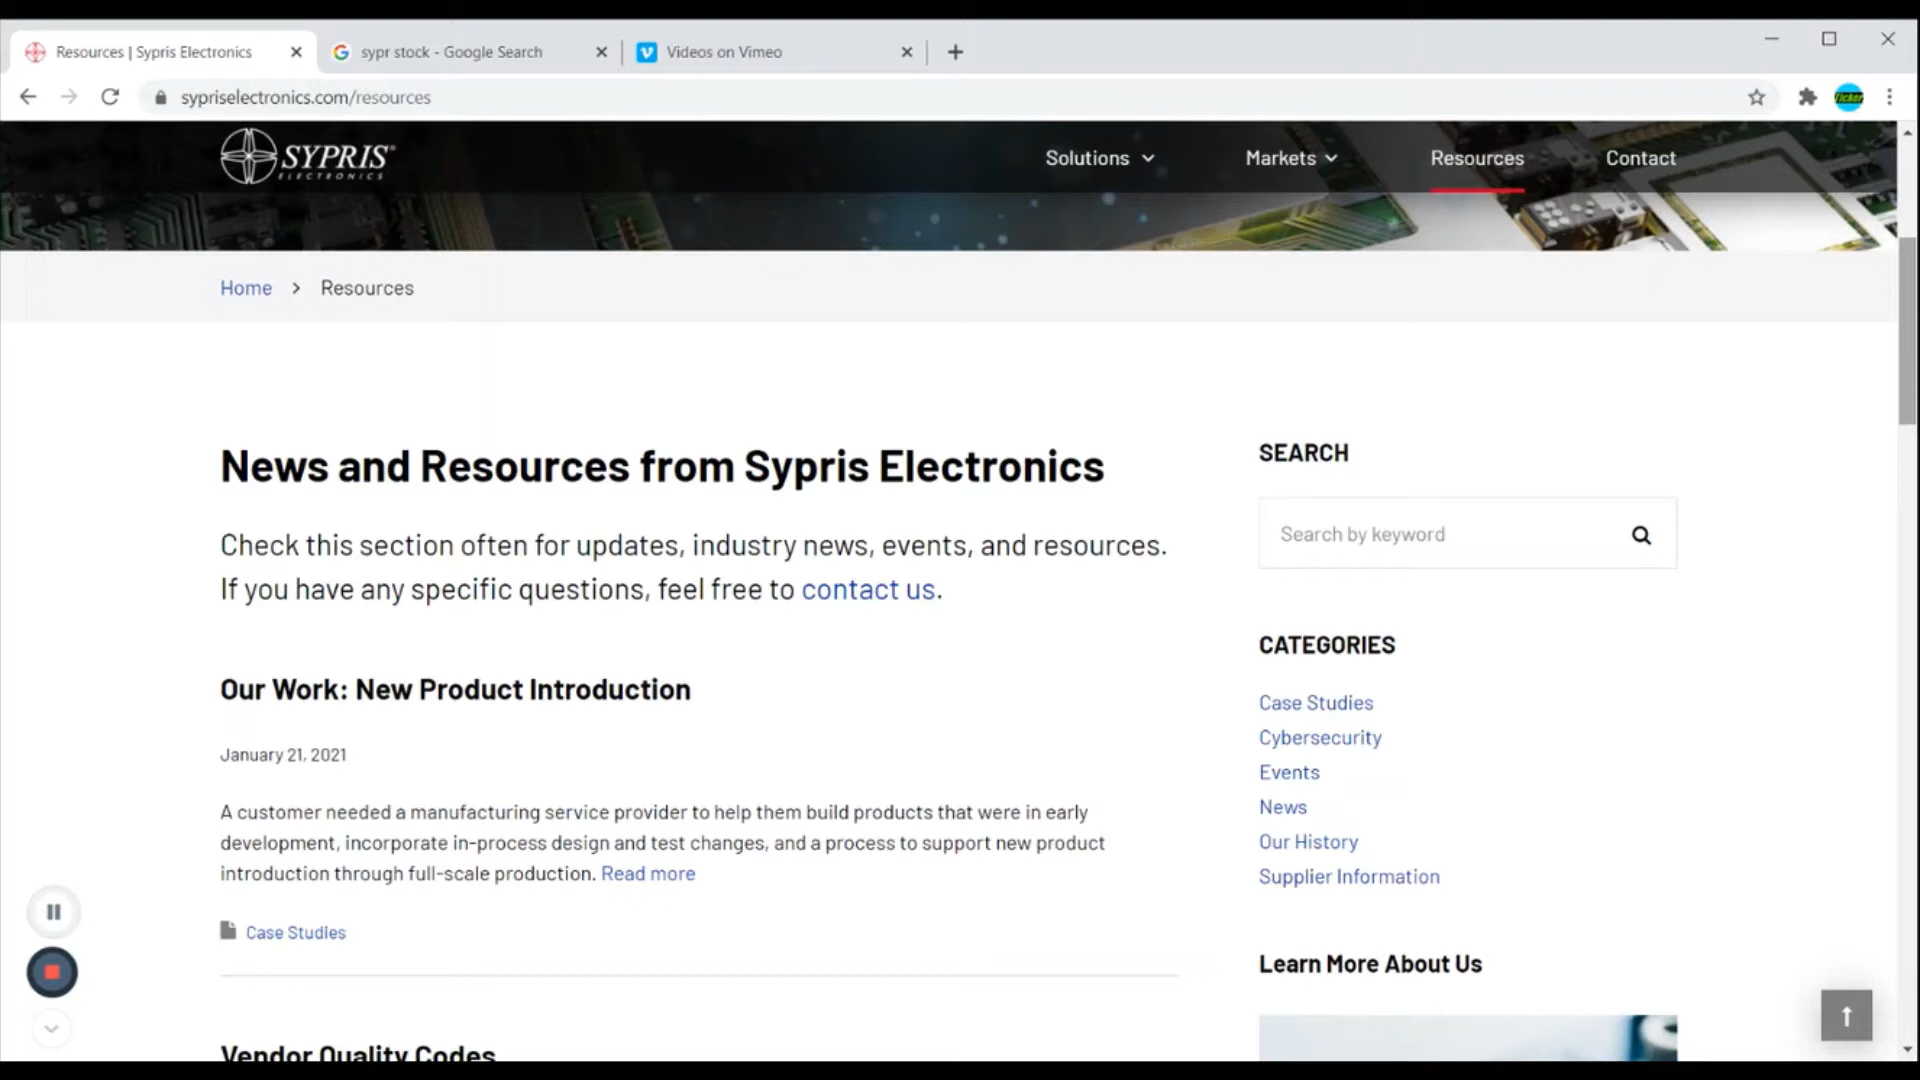 Resources | Sypris Electronics
sypr stock - Google Search
Videos on Vimeo
sypriselectronics.com/resources
Ticker
SYPRIS®
ELECTRONICS
Solutions
Markets
Resources
Contact
Home > Resources
News and Resources from Sypris Electronics
Check this section often for updates, industry news, events, and resources.
If you have any specific questions, feel free to contact us.
Our Work: New Product Introduction
January 21, 2021
A customer needed a manufacturing service provider to help them build products that were in early
development, incorporate in-process design and test changes, and a process to support new product
introduction through full-scale production. Read more
Case Studies
Vendor Quality Codes
SEARCH
Search by keyword
CATEGORIES
Case Studies
Cybersecurity
Events
News
Our History
Supplier Information
Learn More About Us